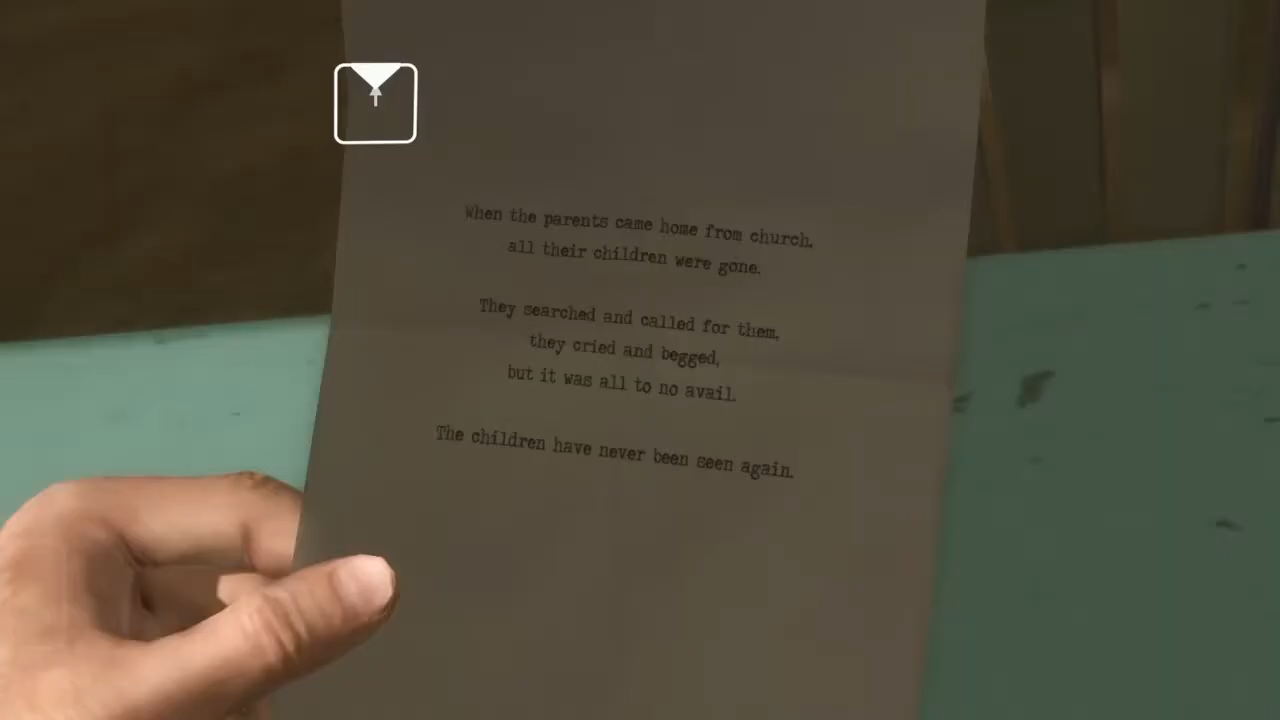 When the parents came home from church.
all their children were gone.
They searched and called for them,
they cried and begged,
but it was all to no avail.
The children have never been seen again.